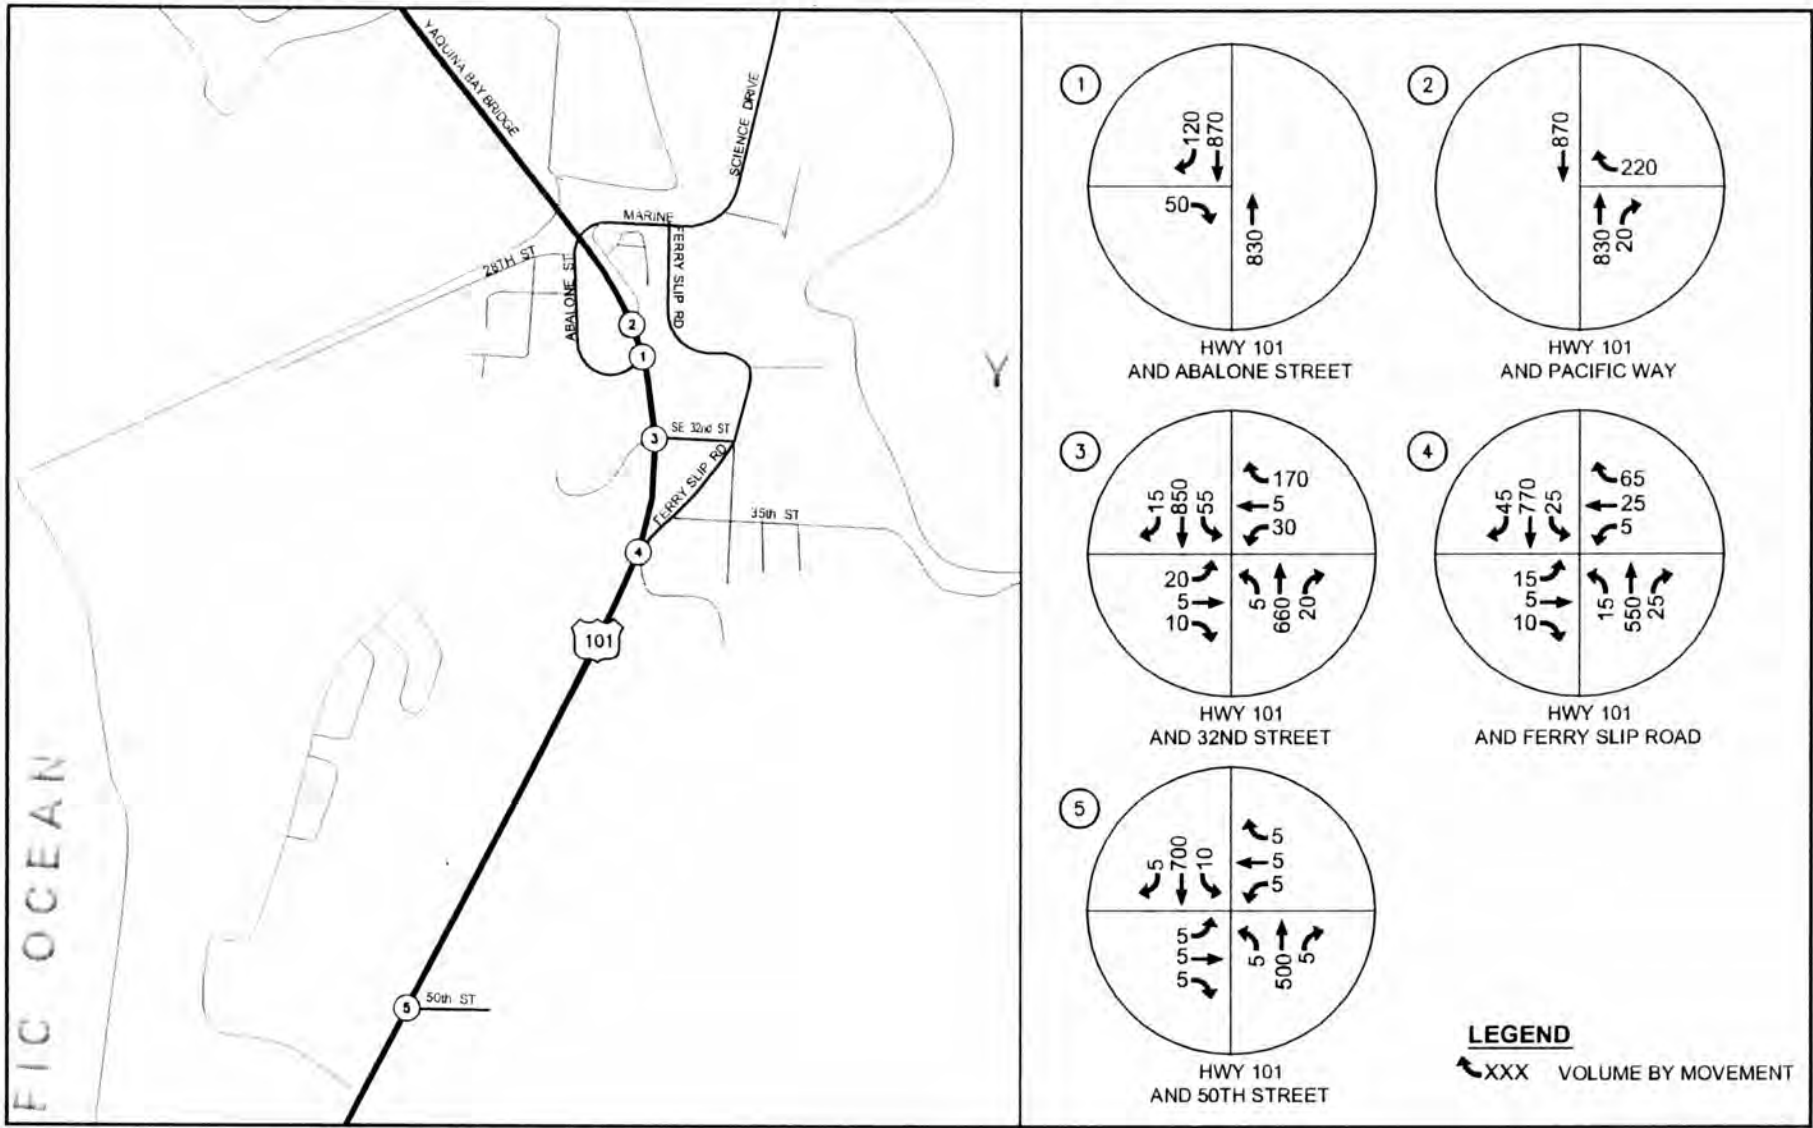 YAQUINA BAY BRIDGE
SCIENCE DRIVE
MARINE
FERRY SLIP RD
28TH ST
ABALONE ST
2
1
Y
3
SE 32nd ST
FERRY SLIP RD
35th ST
4
101
5
50th ST
FIC OCEAN
1
120
870
50
830
HWY 101
AND ABALONE STREET
2
870
220
830
20
HWY 101
AND PACIFIC WAY
3
15
850
55
170
5
30
20
5
10
5
660
20
HWY 101
AND 32ND STREET
4
45
770
25
65
25
5
15
5
10
15
550
25
HWY 101
AND FERRY SLIP ROAD
5
5
700
10
5
5
5
5
5
5
5
500
5
HWY 101
AND 50TH STREET
LEGEND
XXX VOLUME BY MOVEMENT